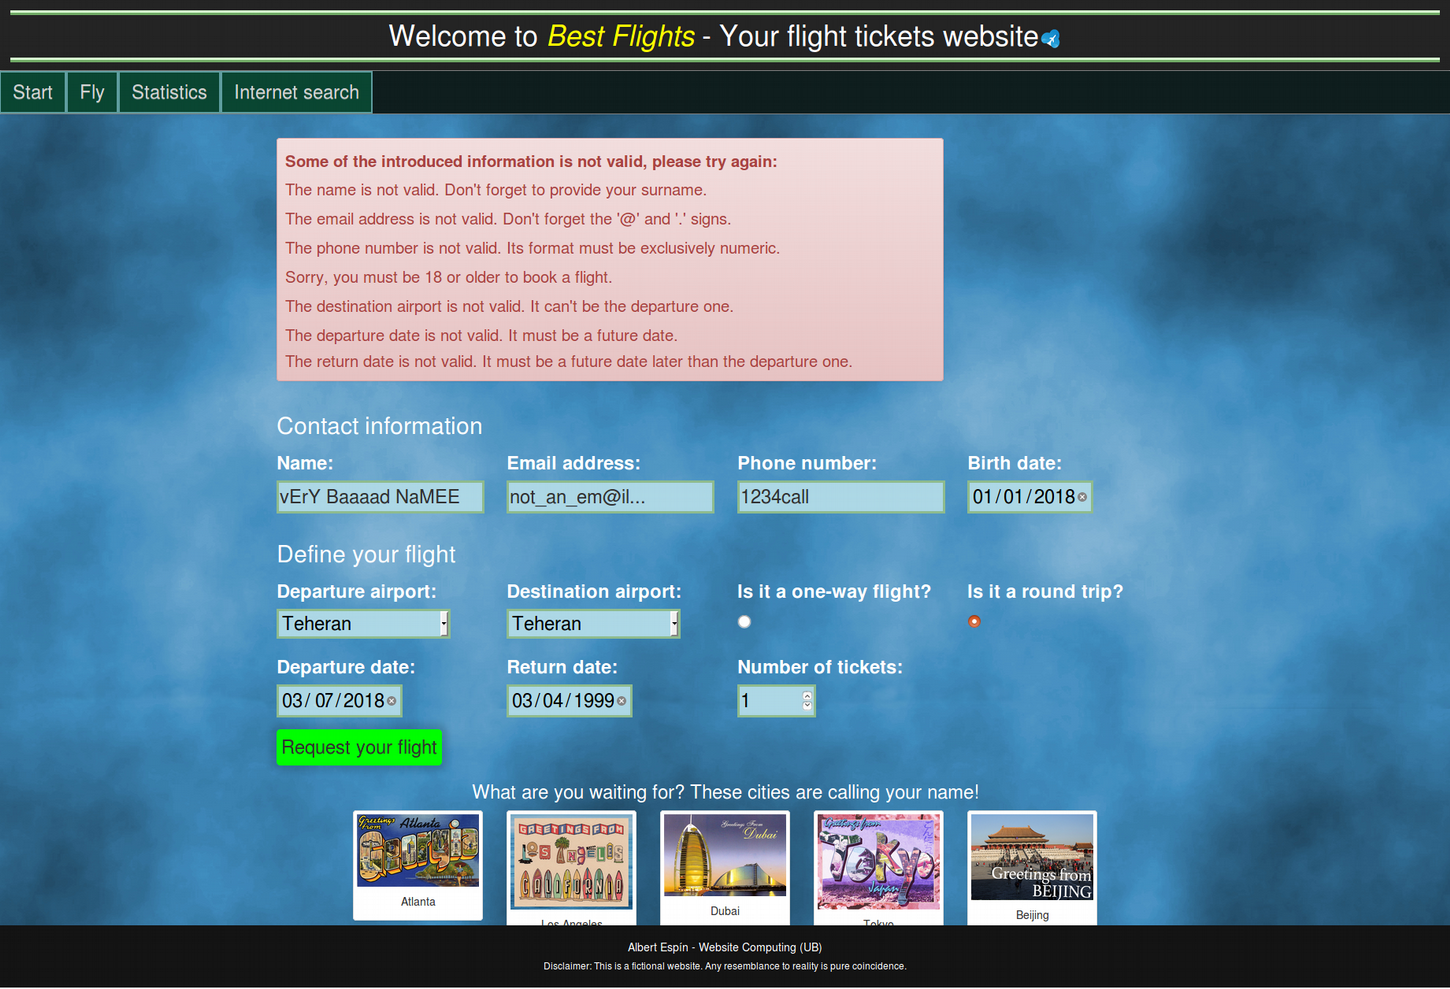 Welcome to Best Flights - Your flight tickets website
Start Fly Statistics Internet search
Some of the introduced information is not valid, please try again:
The name is not valid. Don't forget to provide your surname.
The email address is not valid. Don't forget the '@' and '.' signs.
The phone number is not valid. Its format must be exclusively numeric.
Sorry, you must be 18 or older to book a flight.
The destination airport is not valid. It can't be the departure one.
The departure date is not valid. It must be a future date.
The return date is not valid. It must be a future date later than the departure one.
Contact information
Name: Email address: Phone number: Birth date:
vErY Baaaad NaMEE not_an_em@il... 1234call 01/01/2018
Define your flight
Departure airport: Destination airport: Is it a one-way flight? Is it a round trip?
Teheran Teheran
Departure date: Return date: Number of tickets:
03/07/2018 03/04/1999 1
Request your flight
What are you waiting for? These cities are calling your name!
Greetings From Atlanta
Georgia
Atlanta
GREETINGS FROM
LOS ANGELES
CALIFORNIA
Los Angeles
Greetings From
Dubai
Dubai
Greetings from
Tokyo
Japan
Tokyo
Greetings from
BEIJING
Beijing
Albert Espín - Website Computing (UB)
Disclaimer: This is a fictional website. Any resemblance to reality is pure coincidence.